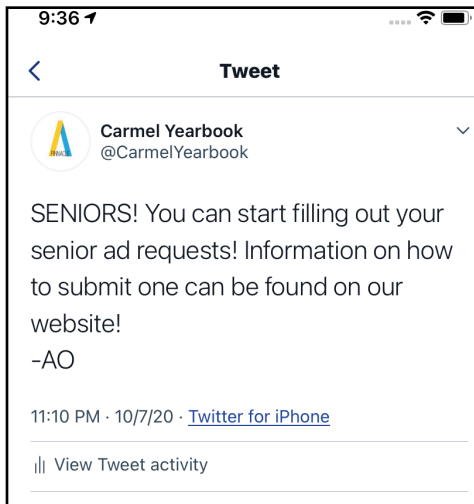 9:36
Tweet
PINNACLE
Carmel Yearbook
@CarmelYearbook
SENIORS! You can start filling out your
senior ad requests! Information on how
to submit one can be found on our
website!
-AO
11:10 PM · 10/7/20 · Twitter for iPhone
View Tweet activity